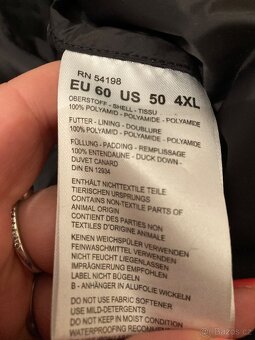 RN 54198
EU 60 US 50 4XL
OBERSTOFF - SHELL - TISSU
100% POLYAMID - POLYAMIDE - POLYAMIDE
FUTTER - LINING - DOUBLURE
100% POLYAMID - POLYAMIDE - POLYAMIDE
FÜLLUNG - PADDING - REMPLISSAGE
100% ENTENDAUNE - DUCK DOWN -
DUVET CANARD
DIN EN 12934
ENTHÄLT NICHTTEXTILE TEILE
TIERISCHEN URSPRUNGS
CONTAINS NON-TEXTILE PARTS OF
ANIMAL ORIGIN
CONTIENT DES PARTIES NON
TEXTILES D'ORIGINE ANIMALE
KEINEN WEICHSPÜLER VERWENDEN
FEINWASCHMITTEL BENUTZEN
NICHT FEUCHT LIEGENLASSEN
IMPRÄGNIERUNG EMPFOHLEN
LABEL NICHT BÜGELN
B - ANHÄNGER IN ALUFOLIE WICKELN
DO NOT USE FABRIC SOFTENER
USE MILD-DETERGENT
DO NOT KEEP IN MOIST CONDITION
WATERPROOFING RECOMMEN